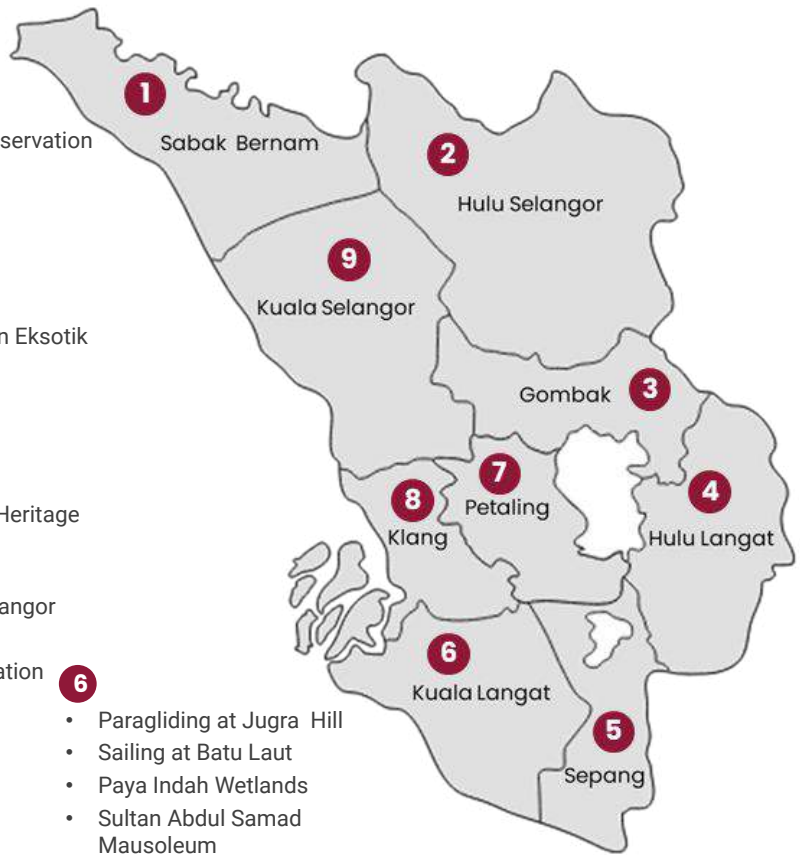 1
servation
Sabak Bernam
2
Hulu Selangor
9
Kuala Selangor
n Eksotik
Gombak
3
7
4
8
Petaling
Heritage
Klang
Hulu Langat
angor
6
ation
6
Kuala Langat
• Paragliding at Jugra Hill
• Sailing at Batu Laut
5
• Paya Indah Wetlands
Sepang
• Sultan Abdul Samad
Mausoleum